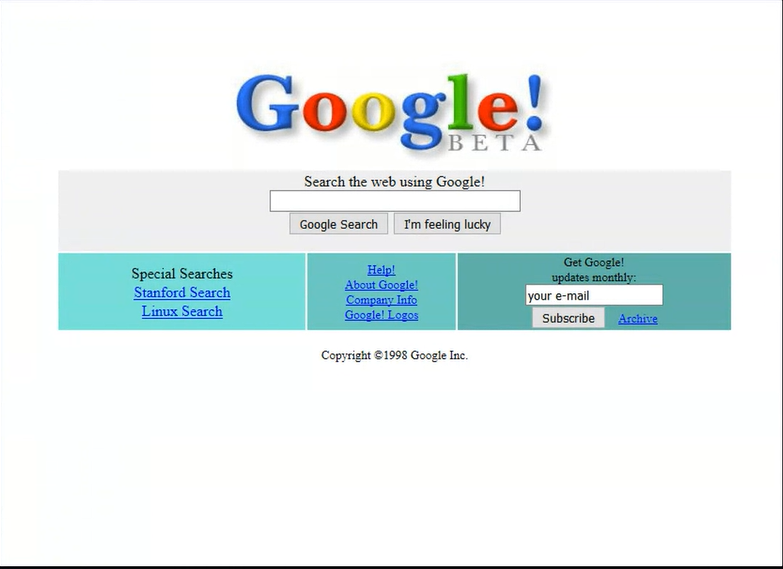 Google!
BETA
Search the web using Google!
Google Search I'm feeling lucky
Special Searches
Stanford Search
Linux Search
Help!
About Google!
Company Info
Google! Logos
Get Google!
updates monthly:
your e-mail
Subscribe Archive
Copyright ©1998 Google Inc.